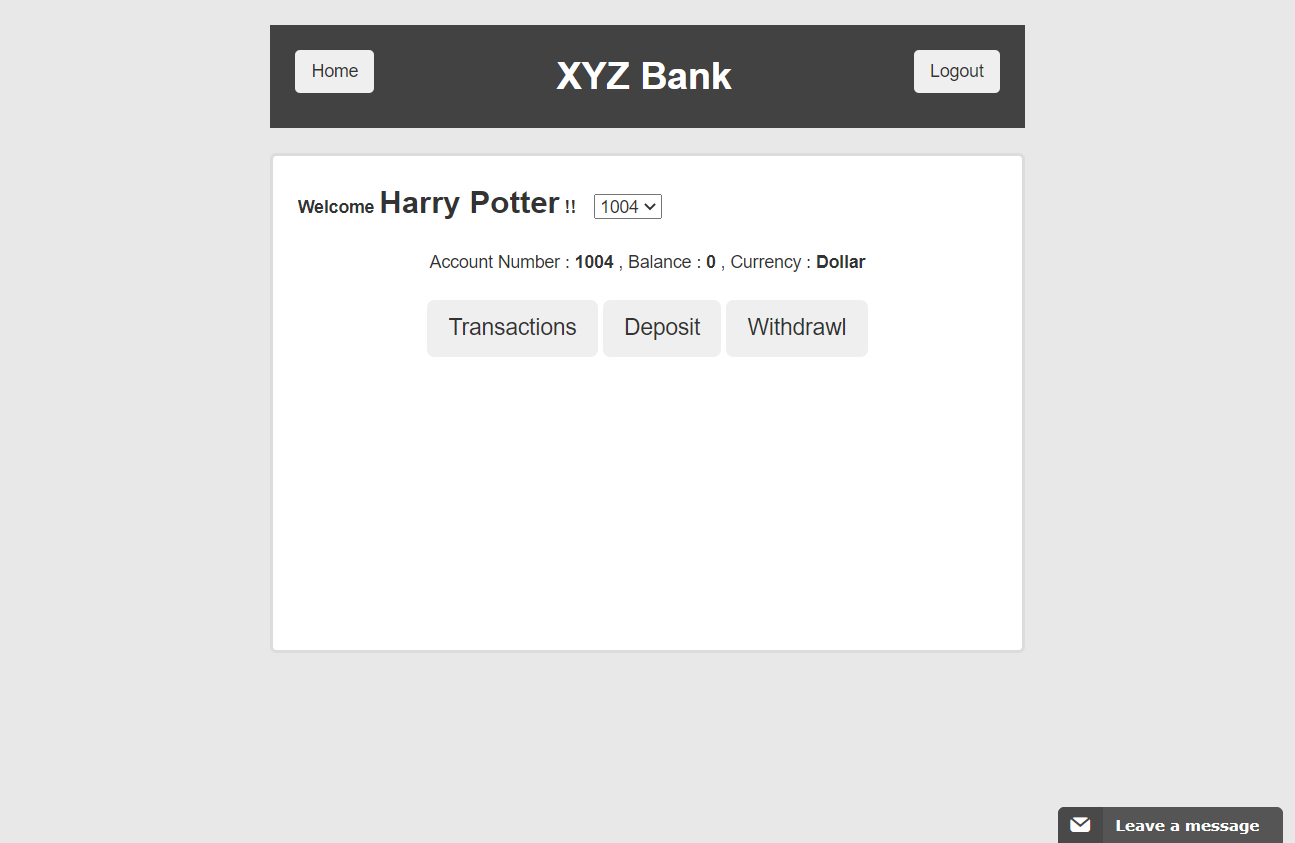 Home XYZ Bank Logout
Welcome Harry Potter !! 1004
Account Number : 1004 , Balance : 0 , Currency : Dollar
Transactions Deposit Withdrawl
Leave a message